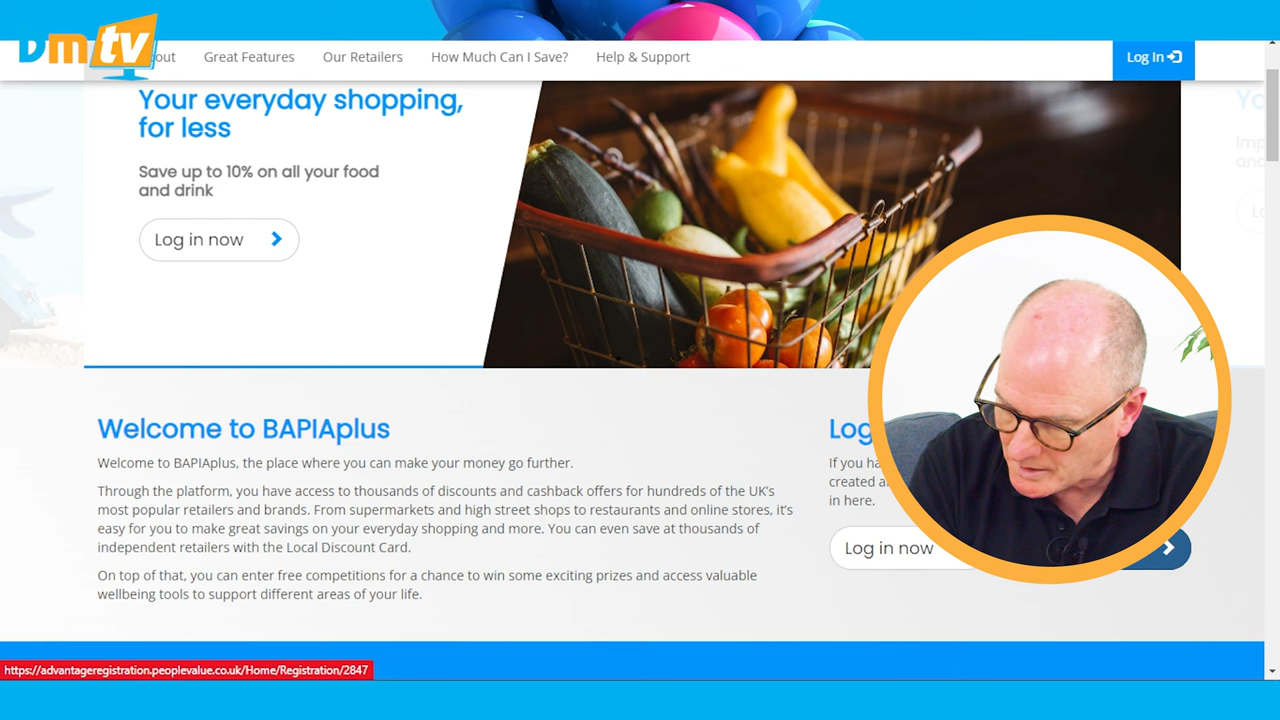 Dmtv
out
Great Features
Our Retailers
How Much Can I Save?
Help & Support
Log In
Your everyday shopping,
for less
Save up to 10% on all your food
and drink
Log in now
Yo
Imp
and
Lo
Welcome to BAPIAplus
Welcome to BAPIAplus, the place where you can make your money go further.
Through the platform, you have access to thousands of discounts and cashback offers for hundreds of the UK's
most popular retailers and brands. From supermarkets and high street shops to restaurants and online stores, it's
easy for you to make great savings on your everyday shopping and more. You can even save at thousands of
independent retailers with the Local Discount Card.
On top of that, you can enter free competitions for a chance to win some exciting prizes and access valuable
wellbeing tools to support different areas of your life.
Log
If you ha
created a
in here.
Log in now
https://advantageregistration.peoplevalue.co.uk/Home/Registration/2847